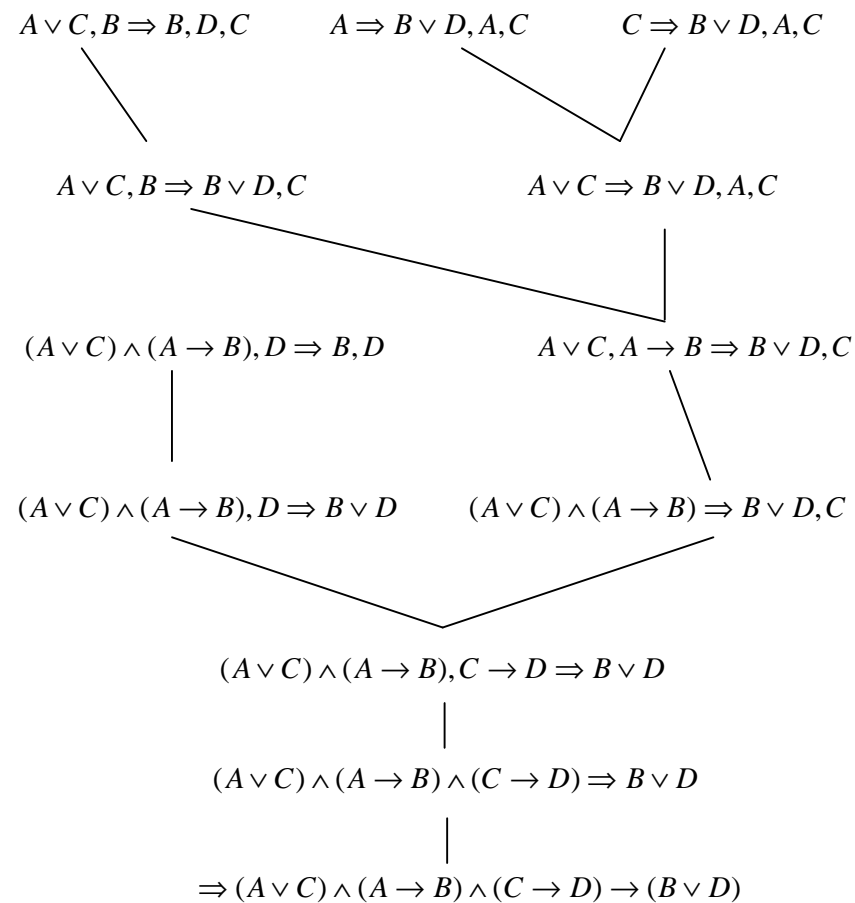 A ∨ C, B ⇒ B, D, C A ⇒ B ∨ D, A, C C ⇒ B ∨ D, A, C
A ∨ C, B ⇒ B ∨ D, C A ∨ C ⇒ B ∨ D, A, C
(A ∨ C) ∧ (A → B), D ⇒ B, D A ∨ C, A → B ⇒ B ∨ D, C
(A ∨ C) ∧ (A → B), D ⇒ B ∨ D (A ∨ C) ∧ (A → B) ⇒ B ∨ D, C
(A ∨ C) ∧ (A → B), C → D ⇒ B ∨ D
(A ∨ C) ∧ (A → B) ∧ (C → D) ⇒ B ∨ D
⇒ (A ∨ C) ∧ (A → B) ∧ (C → D) → (B ∨ D)